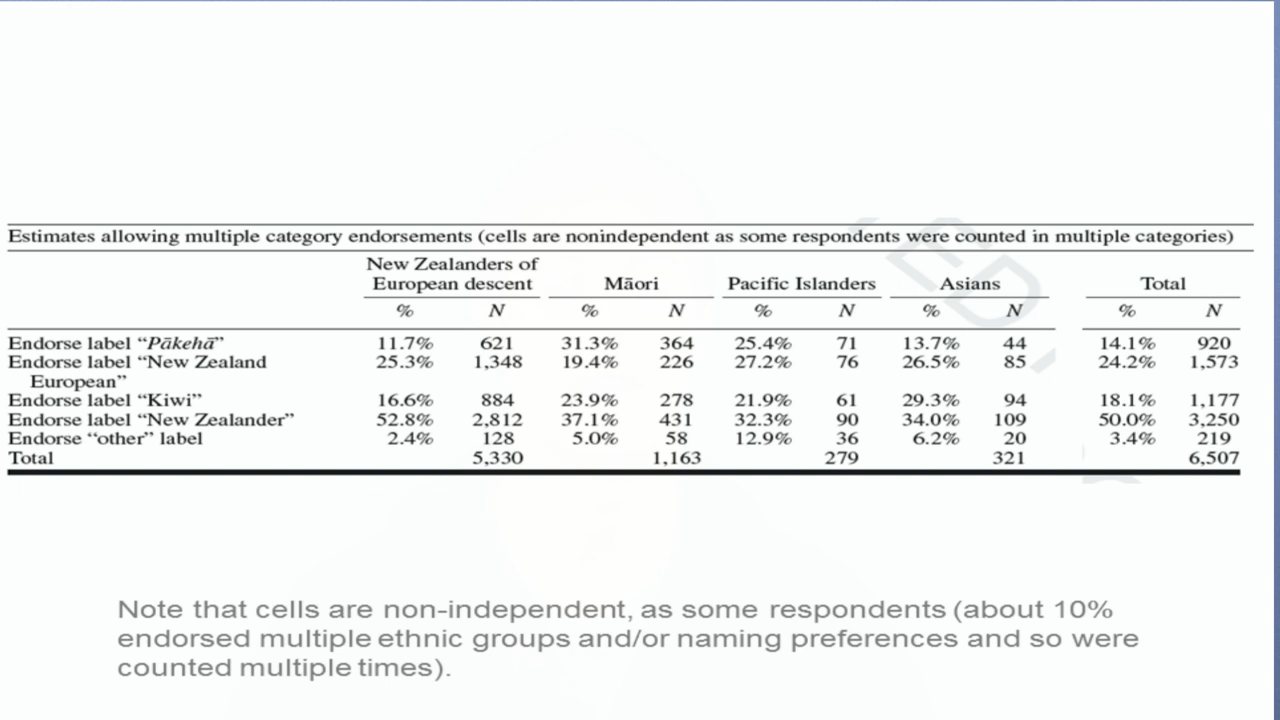 Estimates allowing multiple category endorsements (cells are nonindependent as some respondents were counted in multiple categories)
New Zealanders of
European descent Māori Pacific Islanders Asians Total
% N % N % N % N % N
Endorse label “Pākehā” 11.7% 621 31.3% 364 25.4% 71 13.7% 44 14.1% 920
Endorse label “New Zealand 25.3% 1,348 19.4% 226 27.2% 76 26.5% 85 24.2% 1,573
European”
Endorse label “Kiwi” 16.6% 884 23.9% 278 21.9% 61 29.3% 94 18.1% 1,177
Endorse label “New Zealander” 52.8% 2,812 37.1% 431 32.3% 90 34.0% 109 50.0% 3,250
Endorse “other” label 2.4% 128 5.0% 58 12.9% 36 6.2% 20 3.4% 219
Total 5,330 1,163 279 321 6,507
Note that cells are non-independent, as some respondents (about 10%
endorsed multiple ethnic groups and/or naming preferences and so were
counted multiple times).